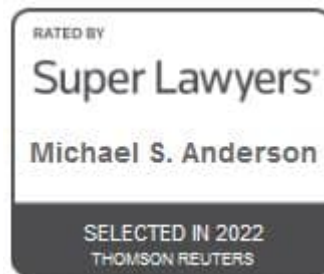 RATED BY
Super Lawyers®
Michael S. Anderson
SELECTED IN 2022
THOMSON REUTERS